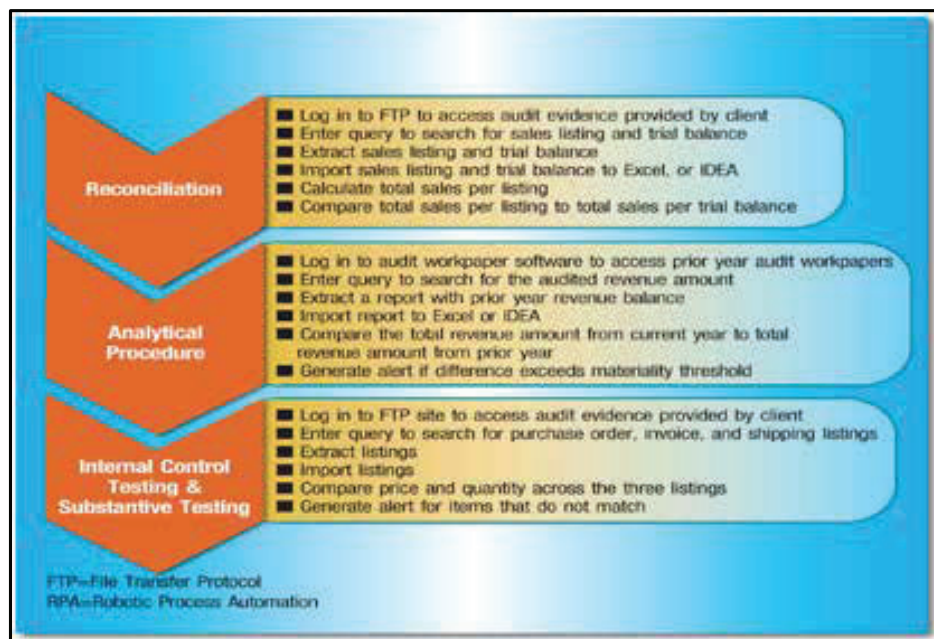 Reconciliation
■ Log in to FTP to access audit evidence provided by client
■ Enter query to search for sales listing and trial balance
■ Extract sales listing and trial balance
■ Import sales listing and trial balance to Excel, or IDEA
■ Calculate total sales per listing
■ Compare total sales per listing to total sales per trial balance
Analytical
Procedure
■ Log in to audit workpaper software to access prior year audit workpapers
■ Enter query to search for the audited revenue amount
■ Extract a report with prior year revenue balance
■ Import report to Excel or IDEA
■ Compare the total revenue amount from current year to total
revenue amount from prior year
■ Generate alert if difference exceeds materiality threshold
Internal Control
Testing &
Substantive Testing
■ Log in to FTP site to access audit evidence provided by client
■ Enter query to search for purchase order, invoice, and shipping listings
■ Extract listings
■ Import listings
■ Compare price and quantity across the three listings
■ Generate alert for items that do not match
FTP=File Transfer Protocol
RPA=Robotic Process Automation